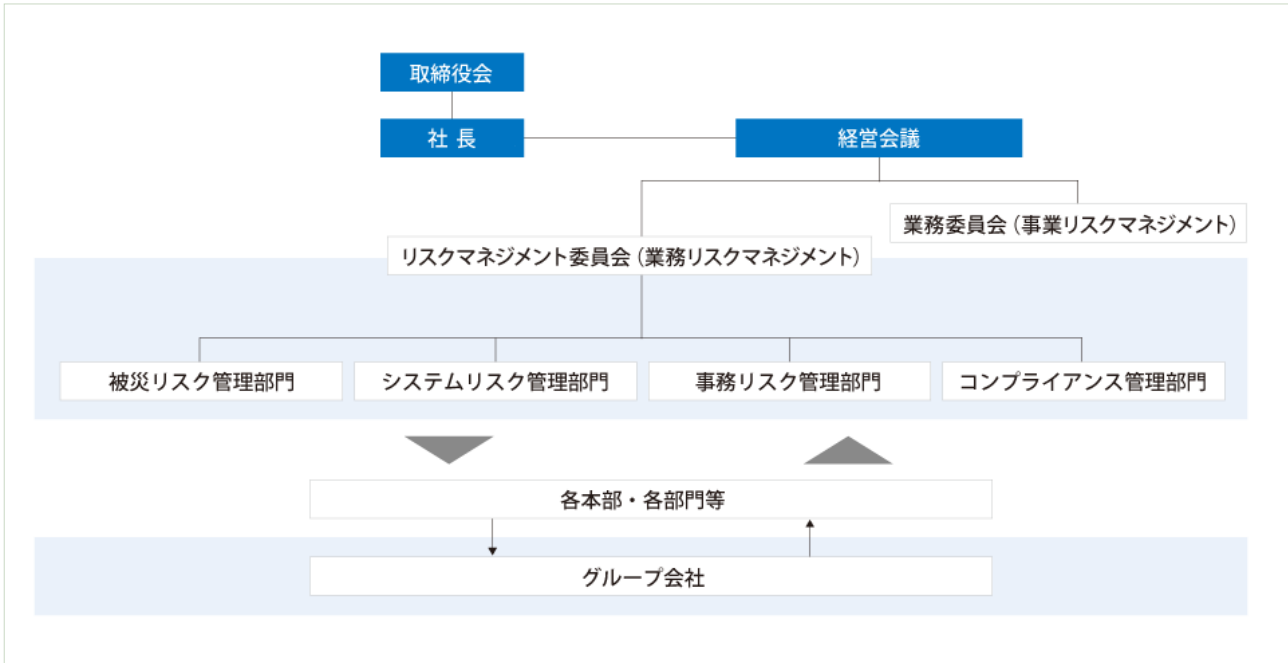 取締役会
社 長
経営会議
業務委員会（事業リスクマネジメント）
リスクマネジメント委員会（業務リスクマネジメント）
被災リスク管理部門
システムリスク管理部門
事務リスク管理部門
コンプライアンス管理部門
各本部・各部門等
グループ会社